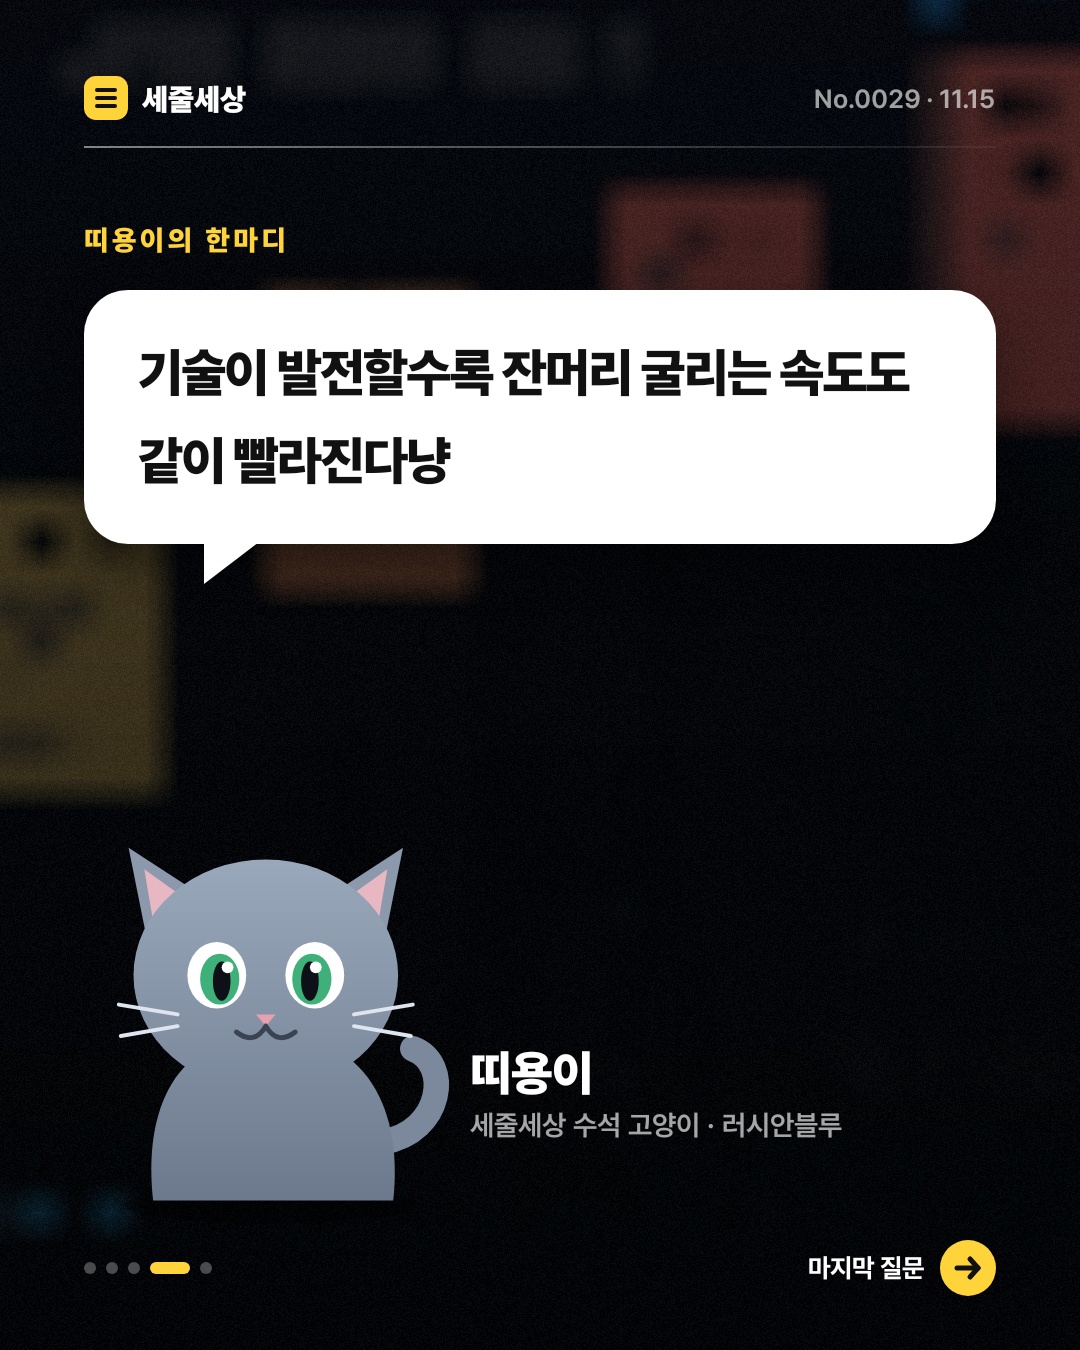 세줄세상
No.0029 · 11.15
띠용이의 한마디
기술이 발전할수록 잔머리 굴리는 속도도
같이 빨라진다냥
띠용이
세줄세상 수석 고양이 · 러시안블루
마지막 질문